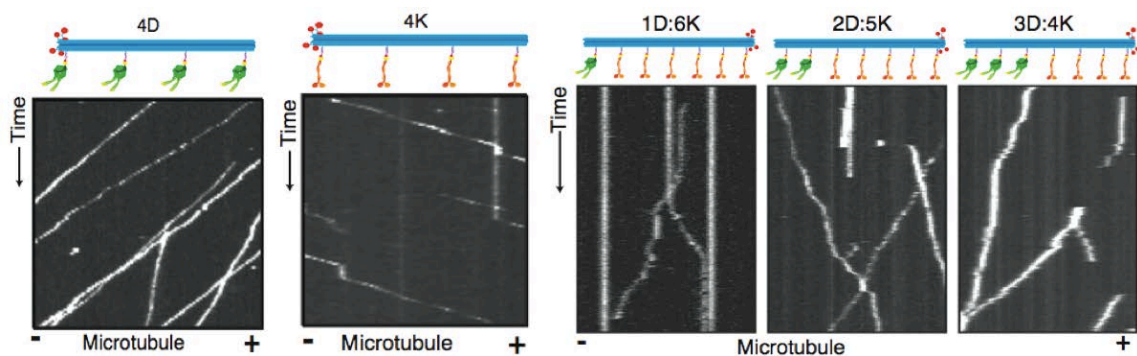 4D
4K
1D:6K
2D:5K
3D:4K
Time
Time
Time
- Microtubule +
- Microtubule +
- Microtubule +